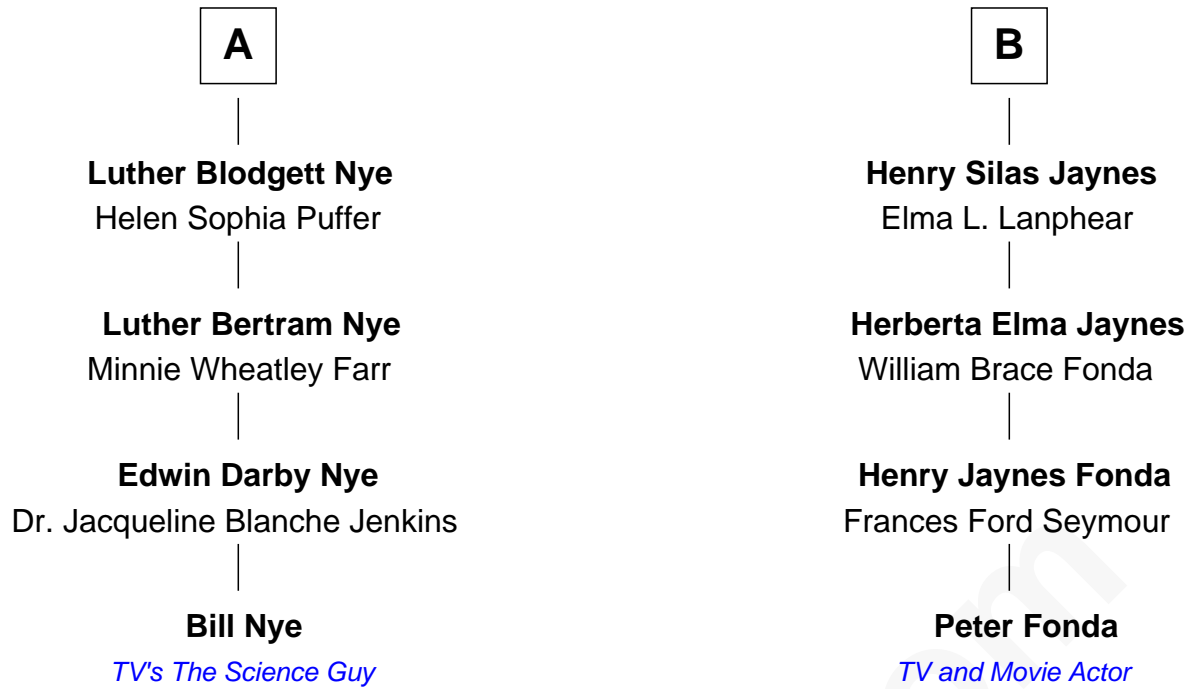 A
Luther Blodgett Nye
Helen Sophia Puffer
Luther Bertram Nye
Minnie Wheatley Farr
Edwin Darby Nye
Dr. Jacqueline Blanche Jenkins
Bill Nye
TV's The Science Guy
B
Henry Silas Jaynes
Elma L. Lanphear
Herberta Elma Jaynes
William Brace Fonda
Henry Jaynes Fonda
Frances Ford Seymour
Peter Fonda
TV and Movie Actor